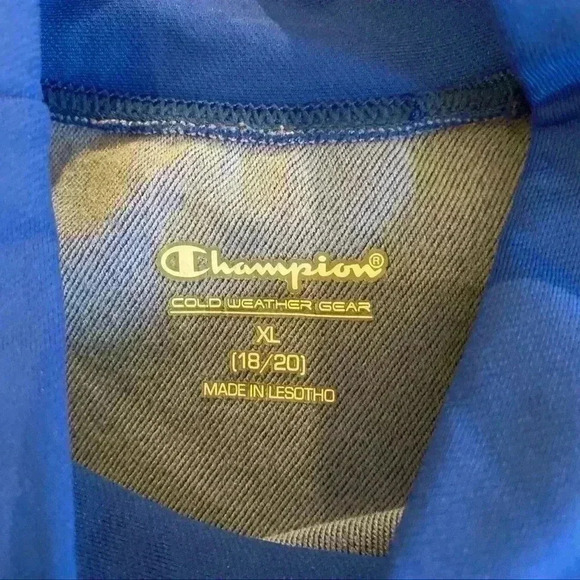 Champion®
COLD WEATHER GEAR
XL
(18/20)
MADE IN LESOTHO